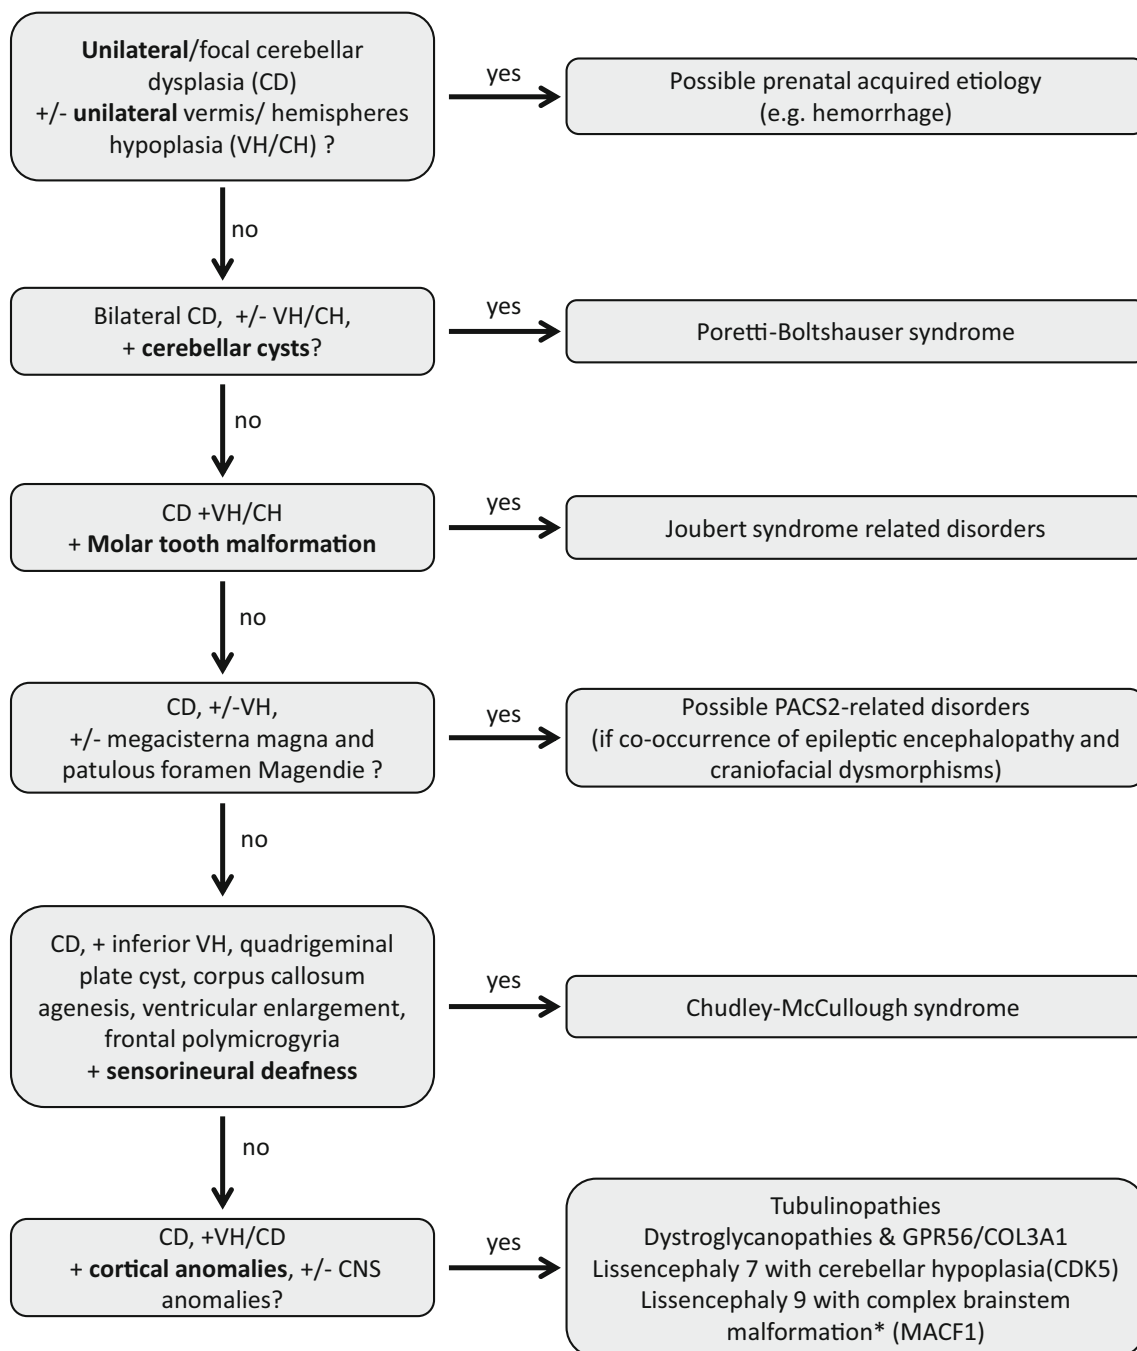 Unilateral/focal cerebellar
dysplasia (CD)
+/- unilateral vermis/ hemispheres
hypoplasia (VH/CH) ?
yes
Possible prenatal acquired etiology
(e.g. hemorrhage)
no
Bilateral CD, +/- VH/CH,
+ cerebellar cysts?
yes
Poretti-Boltshauser syndrome
no
CD +VH/CH
+ Molar tooth malformation
yes
Joubert syndrome related disorders
no
CD, +/-VH,
+/- megacisterna magna and
patulous foramen Magendie ?
yes
Possible PACS2-related disorders
(if co-occurrence of epileptic encephalopathy and
craniofacial dysmorphisms)
no
CD, + inferior VH, quadrigeminal
plate cyst, corpus callosum
agenesis, ventricular enlargement,
frontal polymicrogyria
+ sensorineural deafness
yes
Chudley-McCullough syndrome
no
CD, +VH/CD
+ cortical anomalies, +/- CNS
anomalies?
yes
Tubulinopathies
Dystroglycanopathies & GPR56/COL3A1
Lissencephaly 7 with cerebellar hypoplasia(CDK5)
Lissencephaly 9 with complex brainstem
malformation* (MACF1)